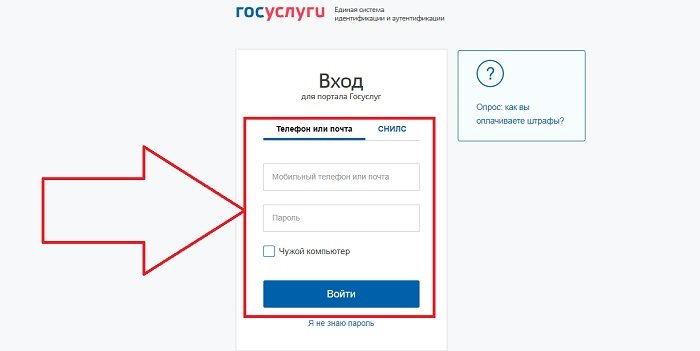 госуслуги
Единая система
идентификации и аутентификации
Вход
для портала Госуслуг
Телефон или почта
СНИЛС
Мобильный телефон или почта
Пароль
Чужой компьютер
Войти
Я не знаю пароль
?
Опрос: как вы
оплачиваете штрафы?